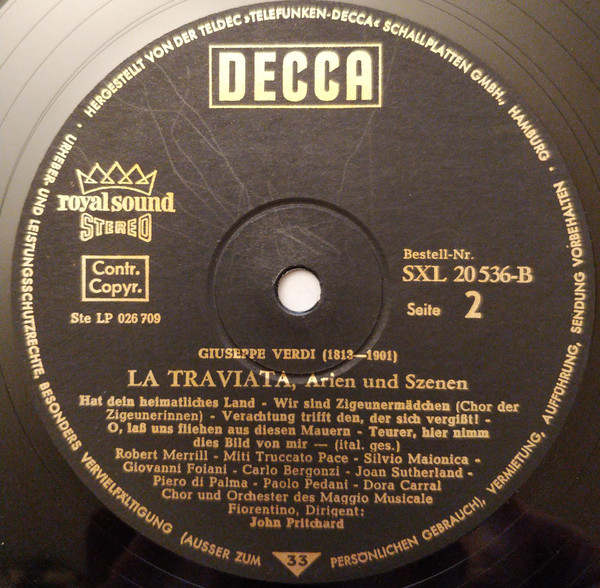 HERGESTELLT VON DER TELDEC »TELEFUNKEN-DECCA« SCHALLPLATTEN GMBH., HAMBURG ·
URHEBER- UND LEISTUNGSSCHUTZRECHTE, BESONDERS VERVIELFÄLTIGUNG (AUSSER ZUM PERSÖNLICHEN GEBRAUCH), VERMIETUNG, AUFFÜHRUNG, SENDUNG VORBEHALTEN ·
DECCA
royal sound
STEREO
Contr.
Copyr.
Ste LP 026 709
Bestell-Nr.
SXL 20 536-B
Seite 2
GIUSEPPE VERDI (1813—1901)
LA TRAVIATA, Arien und Szenen
Hat dein heimatliches Land - Wir sind Zigeunermädchen (Chor der
Zigeunerinnen) - Verachtung trifft den, der sich vergißt! -
O, laß uns fliehen aus diesen Mauern - Teurer, hier nimm
dies Bild von mir — (ital. ges.)
Robert Merrill - Miti Truccato Pace - Silvio Maionica -
Giovanni Foiani - Carlo Bergonzi - Joan Sutherland -
Piero di Palma - Paolo Pedani - Dora Carral
Chor und Orchester des Maggio Musicale
Fiorentino, Dirigent:
John Pritchard
33